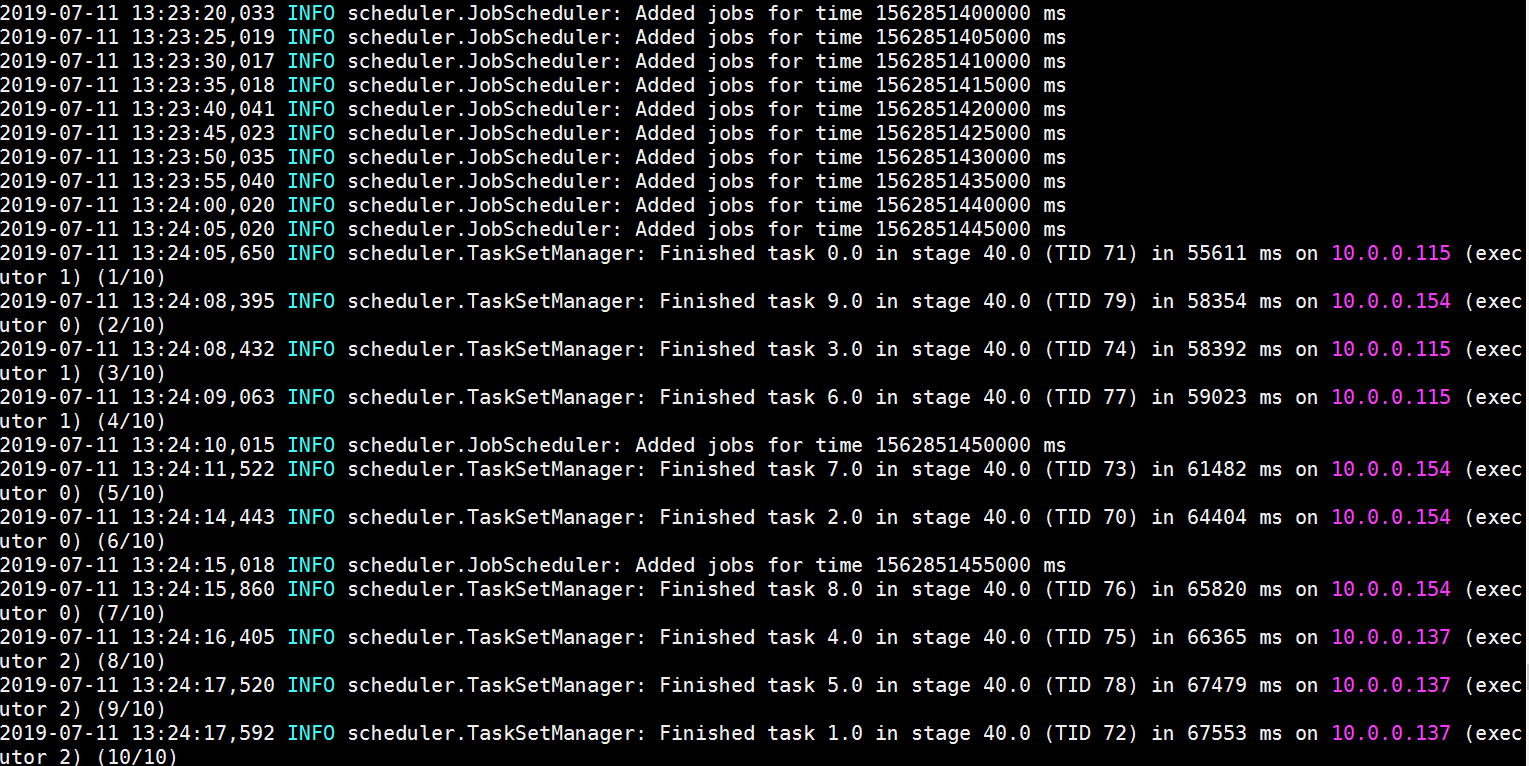 2019-07-11 13:23:20,033 INFO scheduler.JobScheduler: Added jobs for time 1562851400000 ms
2019-07-11 13:23:25,019 INFO scheduler.JobScheduler: Added jobs for time 1562851405000 ms
2019-07-11 13:23:30,017 INFO scheduler.JobScheduler: Added jobs for time 1562851410000 ms
2019-07-11 13:23:35,018 INFO scheduler.JobScheduler: Added jobs for time 1562851415000 ms
2019-07-11 13:23:40,041 INFO scheduler.JobScheduler: Added jobs for time 1562851420000 ms
2019-07-11 13:23:45,023 INFO scheduler.JobScheduler: Added jobs for time 1562851425000 ms
2019-07-11 13:23:50,035 INFO scheduler.JobScheduler: Added jobs for time 1562851430000 ms
2019-07-11 13:23:55,040 INFO scheduler.JobScheduler: Added jobs for time 1562851435000 ms
2019-07-11 13:24:00,020 INFO scheduler.JobScheduler: Added jobs for time 1562851440000 ms
2019-07-11 13:24:05,020 INFO scheduler.JobScheduler: Added jobs for time 1562851445000 ms
2019-07-11 13:24:05,650 INFO scheduler.TaskSetManager: Finished task 0.0 in stage 40.0 (TID 71) in 55611 ms on 10.0.0.115 (exec
utor 1) (1/10)
2019-07-11 13:24:08,395 INFO scheduler.TaskSetManager: Finished task 9.0 in stage 40.0 (TID 79) in 58354 ms on 10.0.0.154 (exec
utor 0) (2/10)
2019-07-11 13:24:08,432 INFO scheduler.TaskSetManager: Finished task 3.0 in stage 40.0 (TID 74) in 58392 ms on 10.0.0.115 (exec
utor 1) (3/10)
2019-07-11 13:24:09,063 INFO scheduler.TaskSetManager: Finished task 6.0 in stage 40.0 (TID 77) in 59023 ms on 10.0.0.115 (exec
utor 1) (4/10)
2019-07-11 13:24:10,015 INFO scheduler.JobScheduler: Added jobs for time 1562851450000 ms
2019-07-11 13:24:11,522 INFO scheduler.TaskSetManager: Finished task 7.0 in stage 40.0 (TID 73) in 61482 ms on 10.0.0.154 (exec
utor 0) (5/10)
2019-07-11 13:24:14,443 INFO scheduler.TaskSetManager: Finished task 2.0 in stage 40.0 (TID 70) in 64404 ms on 10.0.0.154 (exec
utor 0) (6/10)
2019-07-11 13:24:15,018 INFO scheduler.JobScheduler: Added jobs for time 1562851455000 ms
2019-07-11 13:24:15,860 INFO scheduler.TaskSetManager: Finished task 8.0 in stage 40.0 (TID 76) in 65820 ms on 10.0.0.154 (exec
utor 0) (7/10)
2019-07-11 13:24:16,405 INFO scheduler.TaskSetManager: Finished task 4.0 in stage 40.0 (TID 75) in 66365 ms on 10.0.0.137 (exec
utor 2) (8/10)
2019-07-11 13:24:17,520 INFO scheduler.TaskSetManager: Finished task 5.0 in stage 40.0 (TID 78) in 67479 ms on 10.0.0.137 (exec
utor 2) (9/10)
2019-07-11 13:24:17,592 INFO scheduler.TaskSetManager: Finished task 1.0 in stage 40.0 (TID 72) in 67553 ms on 10.0.0.137 (exec
utor 2) (10/10)